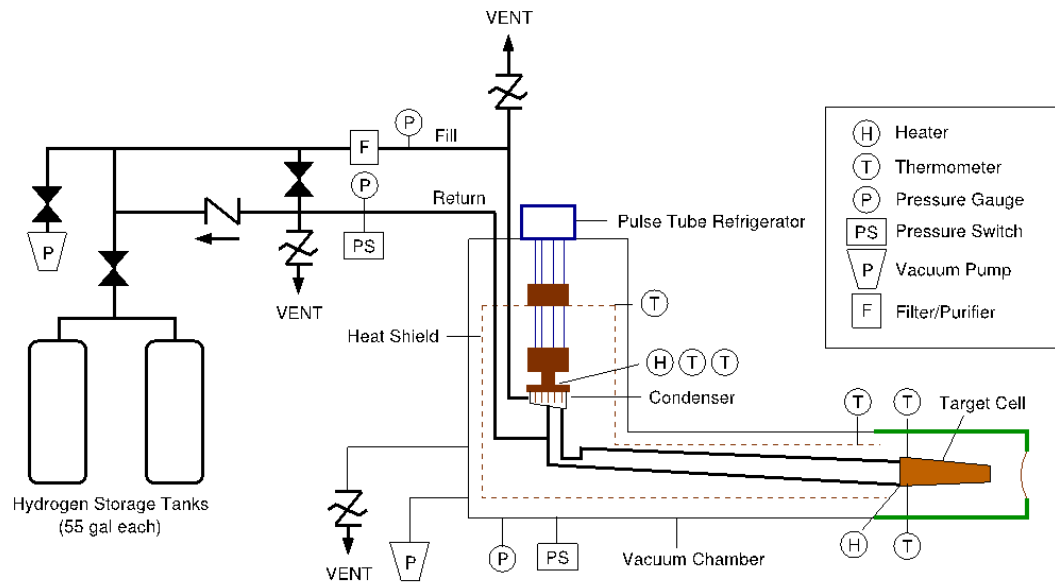 VENT
P
Fill
F
P
Return
P
PS
VENT
Hydrogen Storage Tanks
(55 gal each)
Pulse Tube Refrigerator
T
Heat Shield
H T T
Condenser
T T
Target Cell
H T
VENT
P
P
PS
Vacuum Chamber
H Heater
T Thermometer
P Pressure Gauge
PS Pressure Switch
P Vacuum Pump
F Filter/Purifier